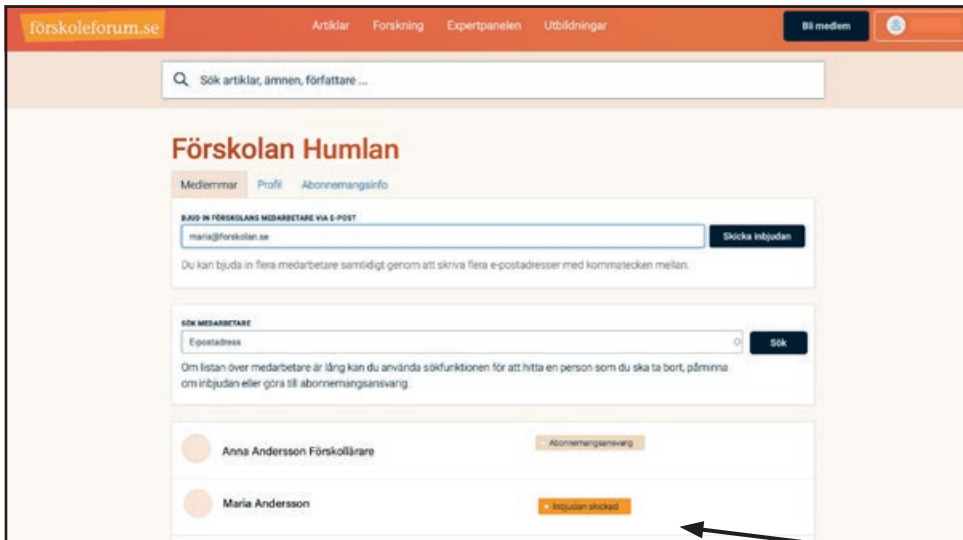 förskoleforum.se
Artiklar Forskning Expertpanelen Utbildningar
Bli medlem
Sök artiklar, ämnen, författare ...
Förskolan Humlan
Medlemmar Profil Abonnemangsinfo
BJUD IN FÖRSKOLANS MEDARBETARE VIA E-POST
maria@forskolan.se
Skicka inbjudan
Du kan bjuda in flera medarbetare samtidigt genom att skriva flera e-postadresser med kommatecken mellan.
SÖK MEDARBETARE
E-postadress
Sök
Om listan över medarbetare är lång kan du använda sökfunktionen för att hitta en person som du ska ta bort, påminna
om inbjudan eller göra till abonnemangsansvarig.
Anna Andersson Förskollärare
Abonnemangsansvarig
Maria Andersson
Inbjudan skickad